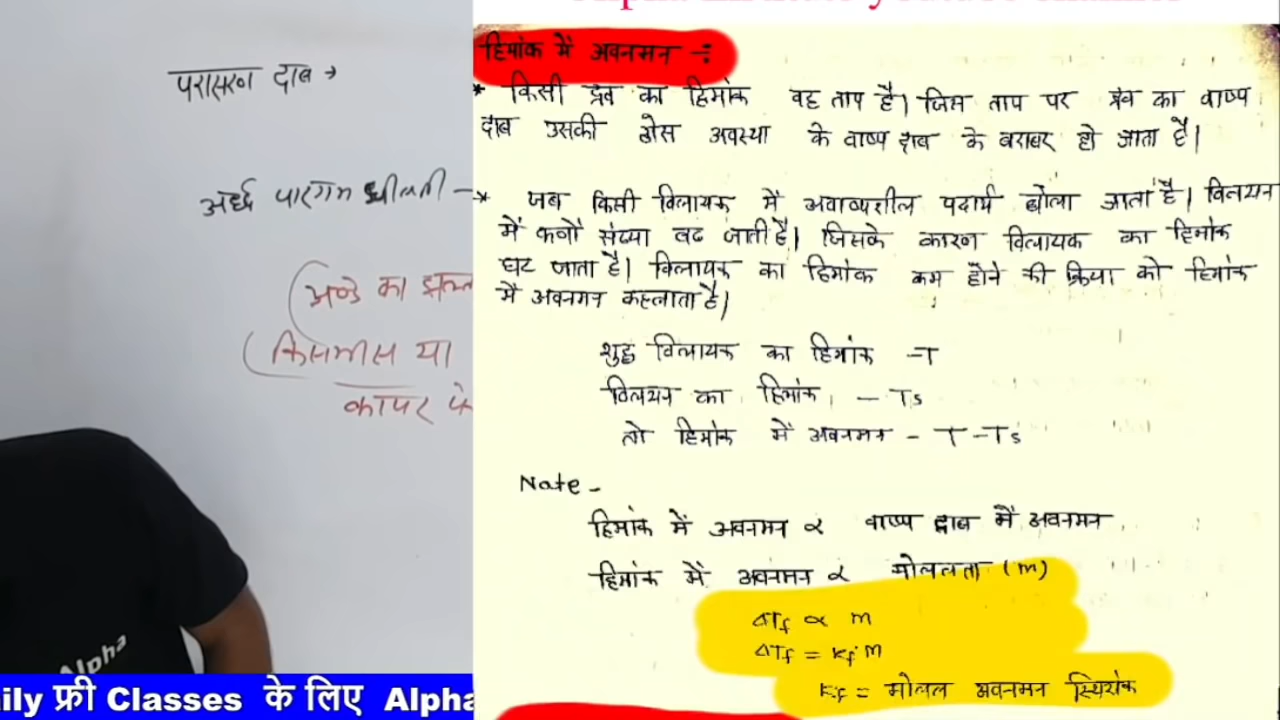 परासरण दाब →
अर्द्ध पारगम झीलली –
(अण्डे का
(किसमीस या
कापर
Alpha
ily फ्री Classes के लिए Alpha
हिमांक में अवनमन ÷
* किसी द्रव का हिमांक वह ताप है। जिस ताप पर द्रव का वाष्प
दाब उसकी ठोस अवस्था के वाष्प दाब के बराबर हो जाता है।
* जब किसी विलायक में अवाष्पशील पदार्थ घोला जाता है। विलयन
में कणों संख्या बढ जाती है। जिसके कारण विलायक का हिमांक
घट जाता है। विलायक का हिमांक कम होने की क्रिया को हिमांक
में अवनमन कहलाता है।
शुद्ध विलायक का हिमांक –T
विलयन का हिमांक – Ts
तो हिमांक में अवनमन – T–Ts
Note –
हिमांक में अवनमन ∝ वाष्प दाब में अवनमन
हिमांक में अवनमन ∝ मोललता (m)
ΔTf ∝ m
ΔTf = Kf·m
Kf = मोलल अवनमन स्थिरांक